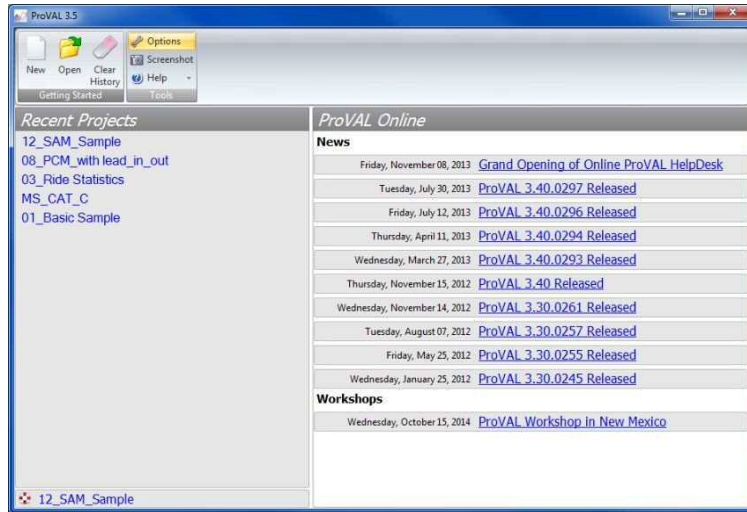 ProVAL 3.5
New
Open
Clear History
Getting Started
Options
Screenshot
Help
Tools
Recent Projects
12_SAM_Sample
08_PCM_with lead_in_out
03_Ride Statistics
MS_CAT_C
01_Basic Sample
12_SAM_Sample
ProVAL Online
News
Friday, November 08, 2013 Grand Opening of Online ProVAL HelpDesk
Tuesday, July 30, 2013 ProVAL 3.40.0297 Released
Friday, July 12, 2013 ProVAL 3.40.0296 Released
Thursday, April 11, 2013 ProVAL 3.40.0294 Released
Wednesday, March 27, 2013 ProVAL 3.40.0293 Released
Thursday, November 15, 2012 ProVAL 3.40 Released
Wednesday, November 14, 2012 ProVAL 3.30.0261 Released
Tuesday, August 07, 2012 ProVAL 3.30.0257 Released
Friday, May 25, 2012 ProVAL 3.30.0255 Released
Wednesday, January 25, 2012 ProVAL 3.30.0245 Released
Workshops
Wednesday, October 15, 2014 ProVAL Workshop in New Mexico